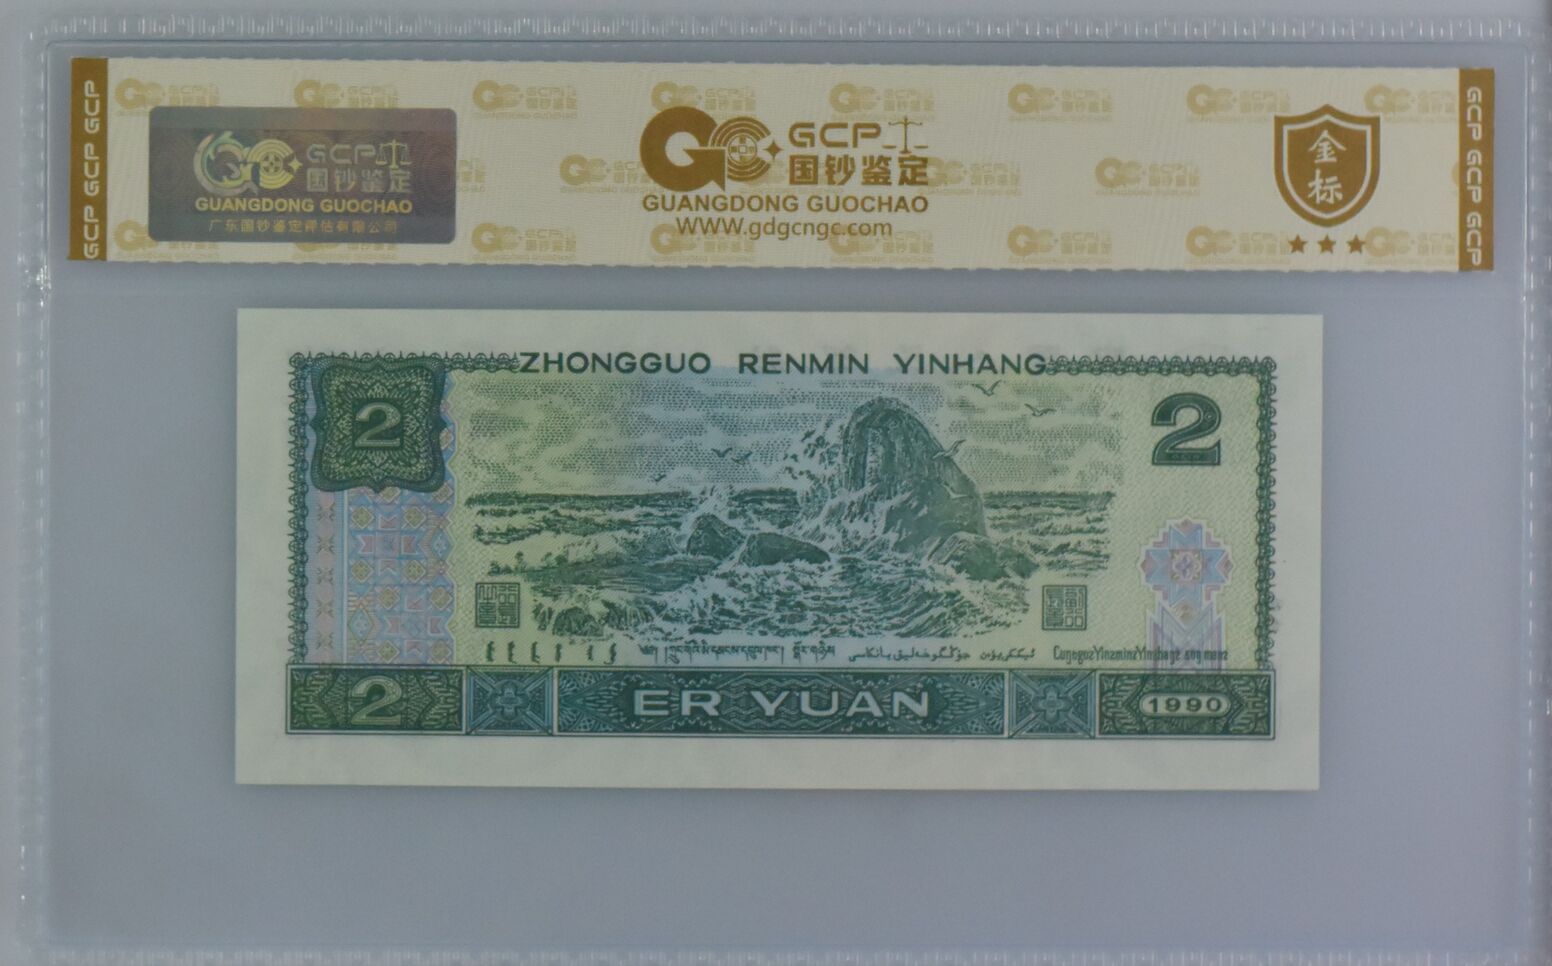 GCP GCP GCP
GCP
国钞鉴定
GUANGDONG GUOCHAO
广东国钞鉴定评估有限公司
GCP
国钞鉴定
GUANGDONG GUOCHAO
WWW.gdgcngc.com
金标
GCP GCP GCP
ZHONGGUO RENMIN YINHANG
2
2
2
ER YUAN
1990